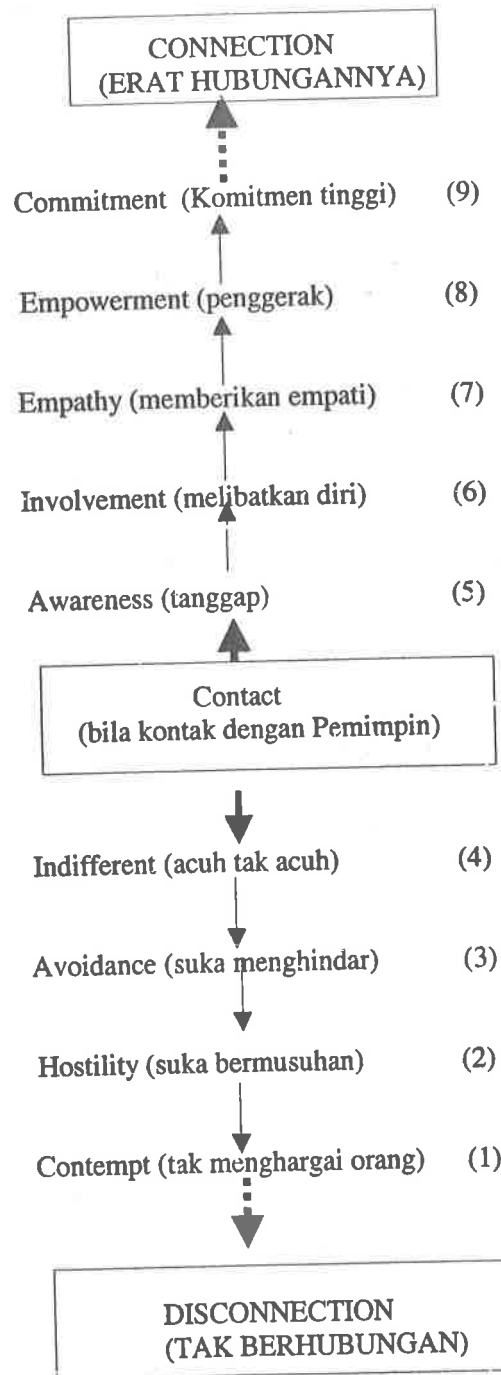 CONNECTION
(ERAT HUBUNGANNYA)
Commitment (Komitmen tinggi) (9)
Empowerment (penggerak) (8)
Empathy (memberikan empati) (7)
Involvement (melibatkan diri) (6)
Awareness (tanggap) (5)
Contact
(bila kontak dengan Pemimpin)
Indifferent (acuh tak acuh) (4)
Avoidance (suka menghindar) (3)
Hostility (suka bermusuhan) (2)
Contempt (tak menghargai orang) (1)
DISCONNECTION
(TAK BERHUBUNGAN)